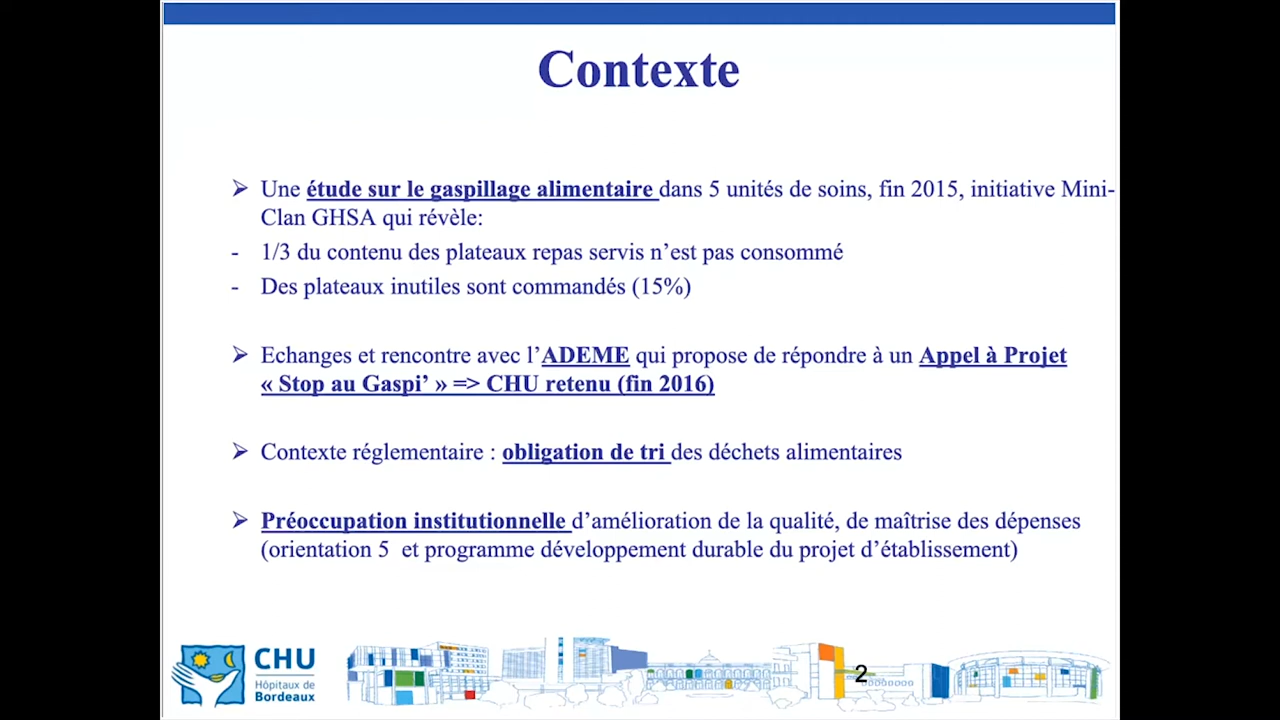 Contexte
➢ Une étude sur le gaspillage alimentaire dans 5 unités de soins, fin 2015, initiative Mini-
Clan GHSA qui révèle:
- 1/3 du contenu des plateaux repas servis n’est pas consommé
- Des plateaux inutiles sont commandés (15%)
➢ Echanges et rencontre avec l’ADEME qui propose de répondre à un Appel à Projet
« Stop au Gaspi’ » => CHU retenu (fin 2016)
➢ Contexte réglementaire : obligation de tri des déchets alimentaires
➢ Préoccupation institutionnelle d’amélioration de la qualité, de maîtrise des dépenses
(orientation 5 et programme développement durable du projet d’établissement)
CHU
Hôpitaux de
Bordeaux
2